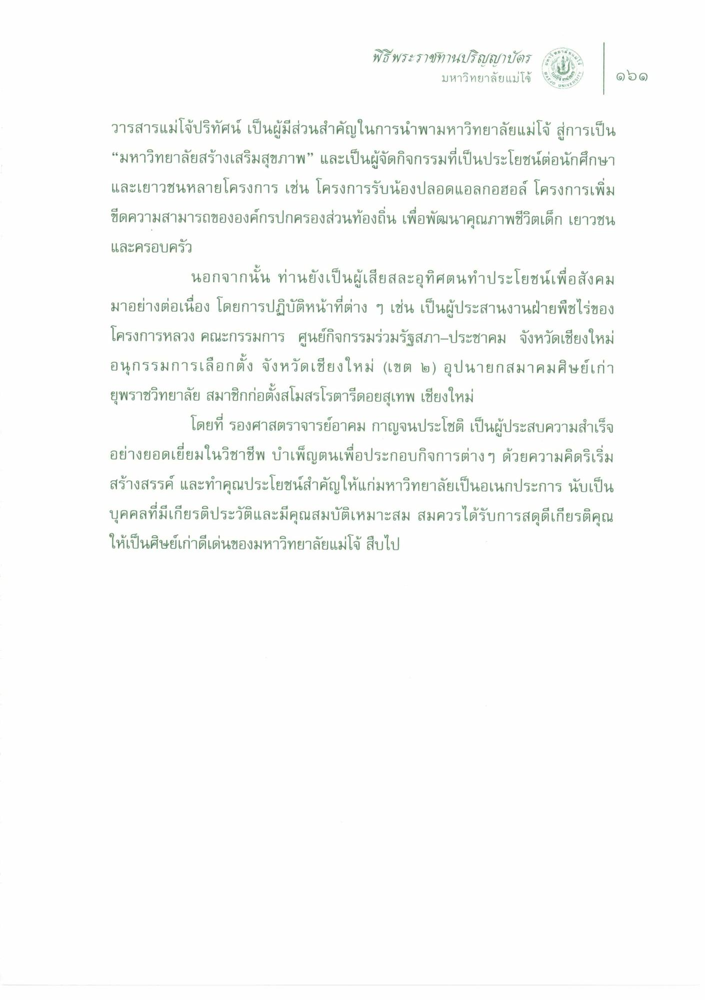 พิธีพระราชทานปริญญาบัตร
มหาวิทยาลัยแม่โจ้
มหาวิทยาลัยแม่โจ้
MAEJO UNIVERSITY
๑๖๑
วารสารแม่โจ้ปริทัศน์ เป็นผู้มีส่วนสำคัญในการนำพามหาวิทยาลัยแม่โจ้ สู่การเป็น
“มหาวิทยาลัยสร้างเสริมสุขภาพ” และเป็นผู้จัดกิจกรรมที่เป็นประโยชน์ต่อนักศึกษา
และเยาวชนหลายโครงการ เช่น โครงการรับน้องปลอดแอลกอฮอล์ โครงการเพิ่ม
ขีดความสามารถขององค์กรปกครองส่วนท้องถิ่น เพื่อพัฒนาคุณภาพชีวิตเด็ก เยาวชน
และครอบครัว
นอกจากนั้น ท่านยังเป็นผู้เสียสละอุทิศตนทำประโยชน์เพื่อสังคม
มาอย่างต่อเนื่อง โดยการปฏิบัติหน้าที่ต่าง ๆ เช่น เป็นผู้ประสานงานฝ่ายพืชไร่ของ
โครงการหลวง คณะกรรมการ ศูนย์กิจกรรมร่วมรัฐสภา–ประชาคม จังหวัดเชียงใหม่
อนุกรรมการเลือกตั้ง จังหวัดเชียงใหม่ (เขต ๒) อุปนายกสมาคมศิษย์เก่า
ยุพราชวิทยาลัย สมาชิกก่อตั้งสโมสรโรตารีดอยสุเทพ เชียงใหม่
โดยที่ รองศาสตราจารย์อาคม กาญจนประโชติ เป็นผู้ประสบความสำเร็จ
อย่างยอดเยี่ยมในวิชาชีพ บำเพ็ญตนเพื่อประกอบกิจการต่างๆ ด้วยความคิดริเริ่ม
สร้างสรรค์ และทำคุณประโยชน์สำคัญให้แก่มหาวิทยาลัยเป็นอเนกประการ นับเป็น
บุคคลที่มีเกียรติประวัติและมีคุณสมบัติเหมาะสม สมควรได้รับการสดุดีเกียรติคุณ
ให้เป็นศิษย์เก่าดีเด่นของมหาวิทยาลัยแม่โจ้ สืบไป